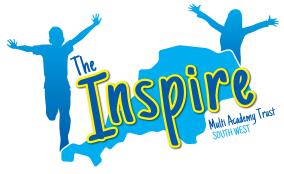 The
Inspire
Multi Academy Trust
SOUTH WEST